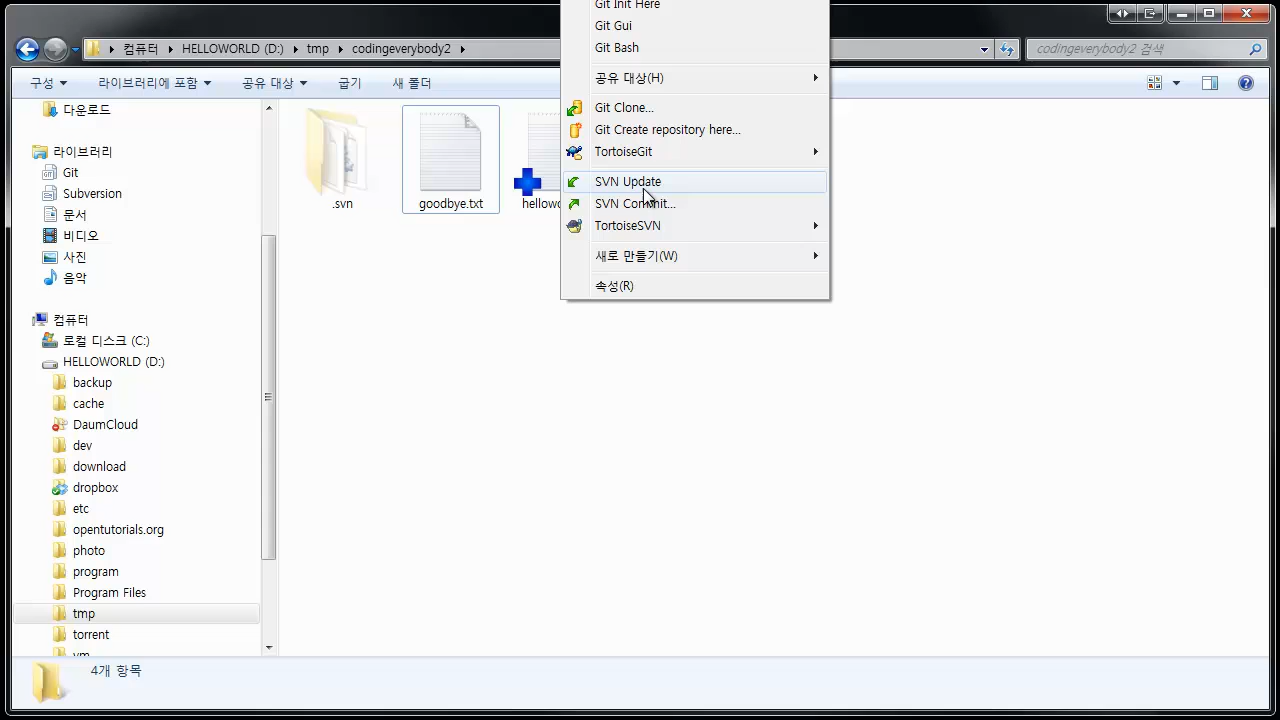 컴퓨터 HELLOWORLD (D:) tmp codingeverybody2
codingeverybody2 검색
구성 라이브러리에 포함 공유 대상 굽기 새 폴더
다운로드
라이브러리
Git
Subversion
문서
비디오
사진
음악
컴퓨터
로컬 디스크 (C:)
HELLOWORLD (D:)
backup
cache
DaumCloud
dev
download
dropbox
etc
opentutorials.org
photo
program
Program Files
tmp
torrent
.svn
goodbye.txt
Git Init Here
Git Gui
Git Bash
공유 대상(H)
Git Clone...
Git Create repository here...
TortoiseGit
SVN Update
SVN Commit...
TortoiseSVN
새로 만들기(W)
속성(R)
4개 항목